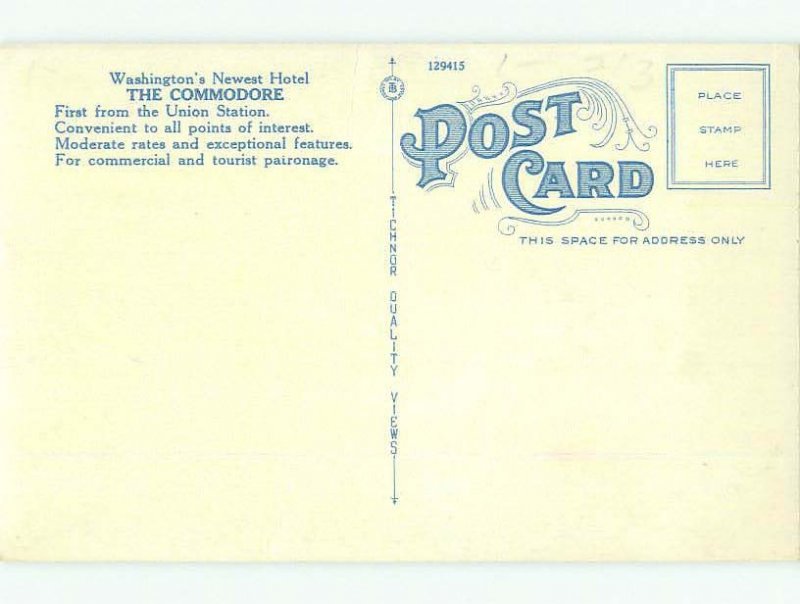 Washington's Newest Hotel
THE COMMODORE
First from the Union Station.
Convenient to all points of interest.
Moderate rates and exceptional features.
For commercial and tourist patronage.
TICHNOR QUALITY VIEWS
129415
POST CARD
THIS SPACE FOR ADDRESS ONLY
PLACE
STAMP
HERE